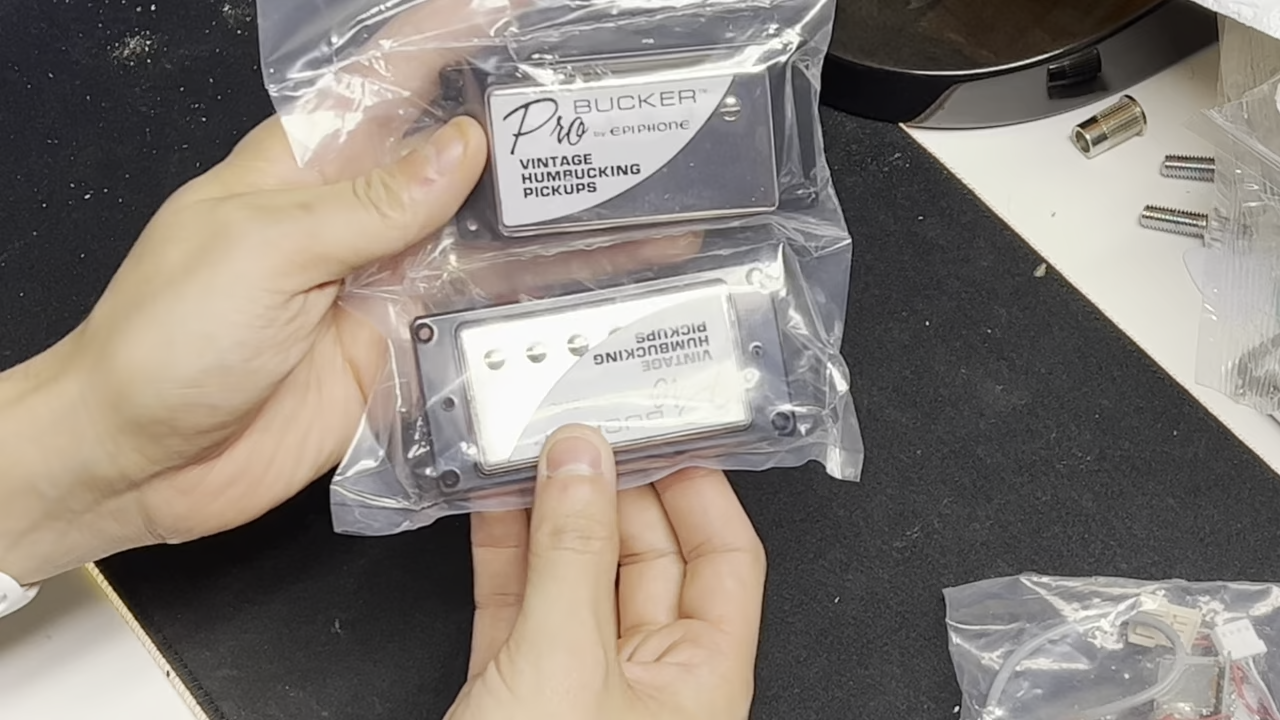 Pro BUCKER™
by EPIPHONE
VINTAGE
HUMBUCKING
PICKUPS
VINTAGE
HUMBUCKING
PICKUPS